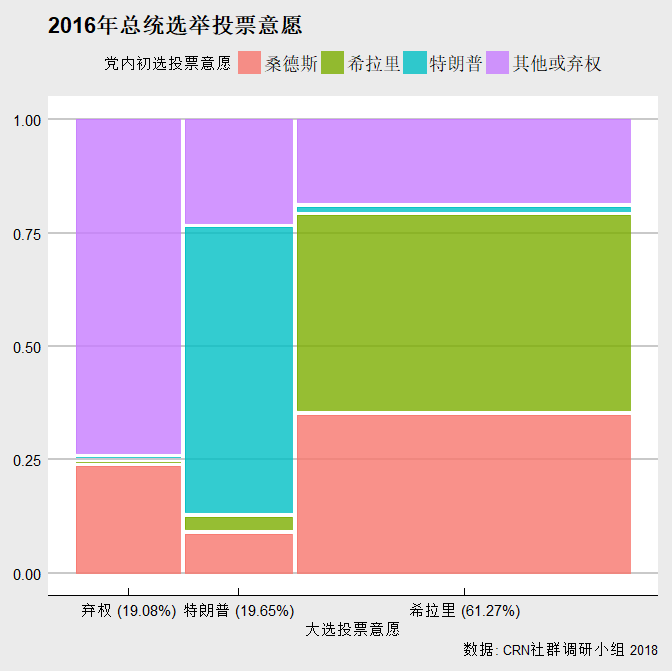 2016年总统选举投票意愿
党内初选投票意愿 桑德斯 希拉里 特朗普 其他或弃权
1.00
0.75
0.50
0.25
0.00
弃权 (19.08%) 特朗普 (19.65%) 希拉里 (61.27%)
大选投票意愿
数据: CRN社群调研小组 2018